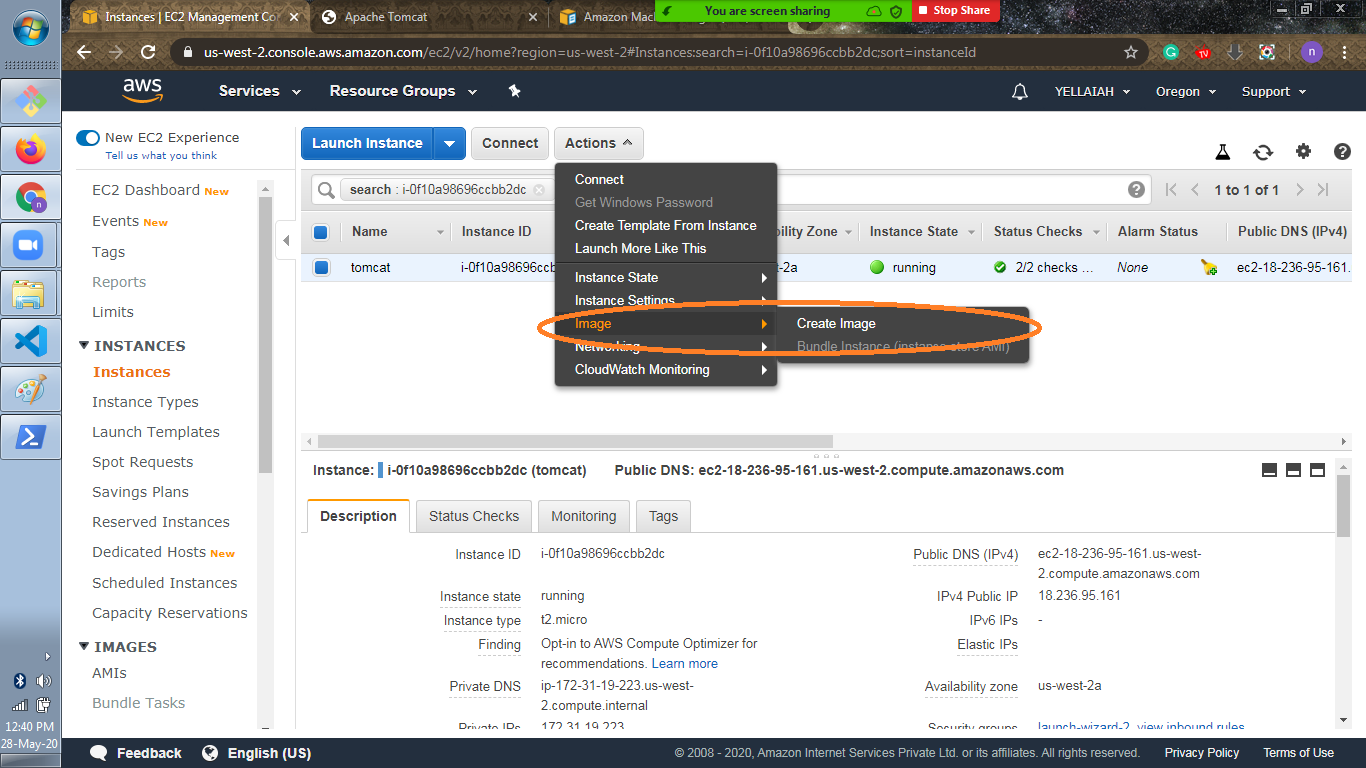 Instances | EC2 Management Co
Apache Tomcat
Amazon Mac
You are screen sharing
Stop Share
us-west-2.console.aws.amazon.com/ec2/v2/home?region=us-west-2#Instances:search=i-0f10a98696ccbb2dc;sort=instanceId
n
aws
Services
Resource Groups
YELLAIAH
Oregon
Support
New EC2 Experience
Tell us what you think
Launch Instance
Connect
Actions
EC2 Dashboard New
Events New
Tags
Reports
Limits
INSTANCES
Instances
Instance Types
Launch Templates
Spot Requests
Savings Plans
Reserved Instances
Dedicated Hosts New
Scheduled Instances
Capacity Reservations
IMAGES
AMIs
Bundle Tasks
search : i-0f10a98696ccbb2dc
1 to 1 of 1
Connect
Get Windows Password
Create Template From Instance
Launch More Like This
Instance State
Instance Settings
Image
Networking
CloudWatch Monitoring
Create Image
Bundle Instance (instance store AMI)
Name
Instance ID
bility Zone
Instance State
Status Checks
Alarm Status
Public DNS (IPv4)
tomcat
i-0f10a98696ccbb
t-2a
running
2/2 checks ...
None
ec2-18-236-95-161.
Instance: i-0f10a98696ccbb2dc (tomcat) Public DNS: ec2-18-236-95-161.us-west-2.compute.amazonaws.com
Description
Status Checks
Monitoring
Tags
Instance ID i-0f10a98696ccbb2dc
Public DNS (IPv4) ec2-18-236-95-161.us-west-
2.compute.amazonaws.com
Instance state running
IPv4 Public IP 18.236.95.161
Instance type t2.micro
IPv6 IPs -
Finding Opt-in to AWS Compute Optimizer for
recommendations. Learn more
Elastic IPs
Private DNS ip-172-31-19-223.us-west-
2.compute.internal
Availability zone us-west-2a
Private IPs 172.31.19.223
Security groups launch-wizard-2. view inbound rules.
12:40 PM
28-May-20
Feedback
English (US)
© 2008 - 2020, Amazon Internet Services Private Ltd. or its affiliates. All rights reserved.
Privacy Policy
Terms of Use